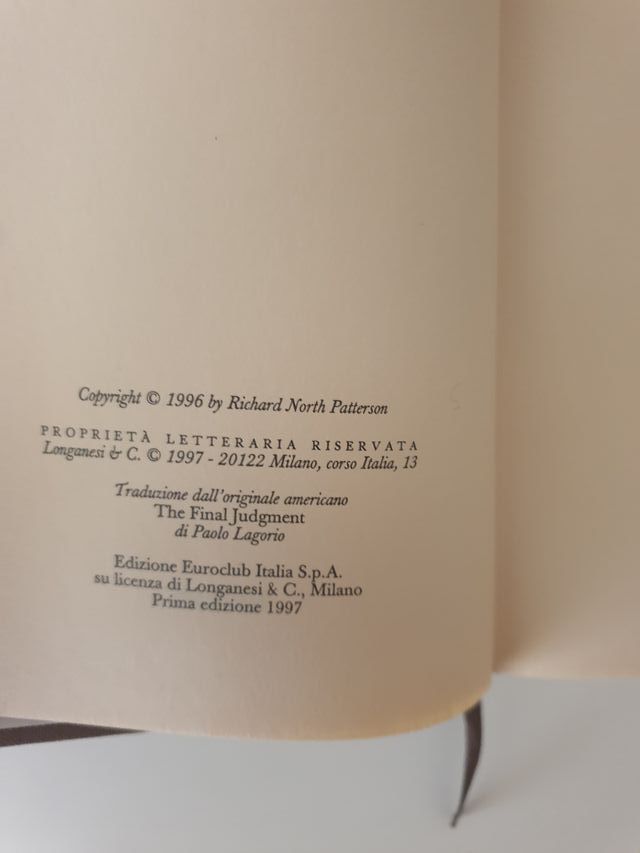 Copyright © 1996 by Richard North Patterson
PROPRIETÀ LETTERARIA RISERVATA
Longanesi & C. © 1997 - 20122 Milano, corso Italia, 13
Traduzione dall'originale americano
The Final Judgment
di Paolo Lagorio
Edizione Euroclub Italia S.p.A.
su licenza di Longanesi & C., Milano
Prima edizione 1997